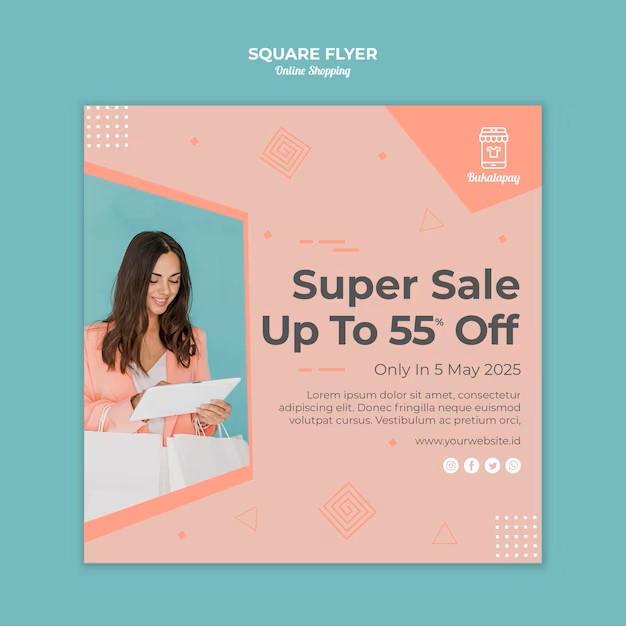 SQUARE FLYER
Online Shopping
Bukalapay
Super Sale
Up To 55% Off
Only In 5 May 2025
Lorem ipsum dolor sit amet, consectetur
adipiscing elit. Donec fringilla neque euismod
volutpat cursus. Vestibulum ac pretium orci,
www.yourwebsite.id